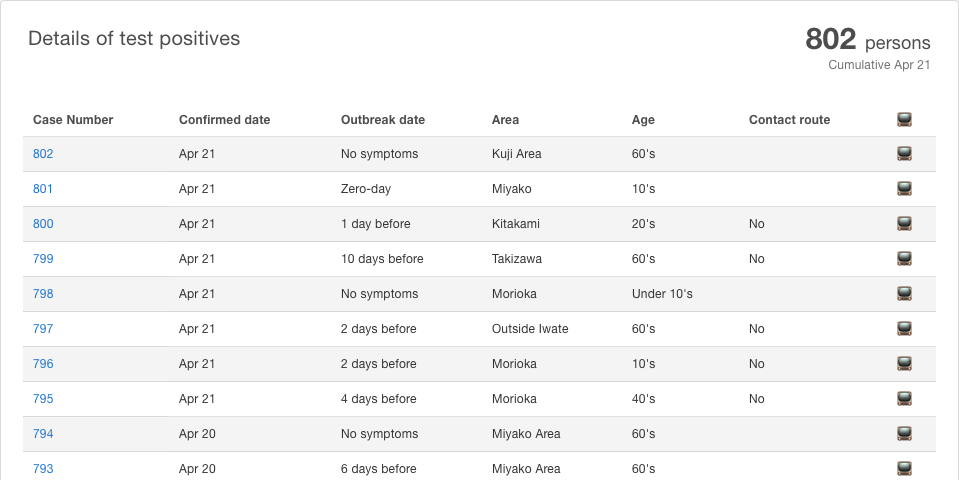 Details of test positives
802 persons
Cumulative Apr 21
Case Number Confirmed date Outbreak date Area Age Contact route
802 Apr 21 No symptoms Kuji Area 60's
801 Apr 21 Zero-day Miyako 10's
800 Apr 21 1 day before Kitakami 20's No
799 Apr 21 10 days before Takizawa 60's No
798 Apr 21 No symptoms Morioka Under 10's
797 Apr 21 2 days before Outside Iwate 60's No
796 Apr 21 2 days before Morioka 10's No
795 Apr 21 4 days before Morioka 40's No
794 Apr 20 No symptoms Miyako Area 60's
793 Apr 20 6 days before Miyako Area 60's